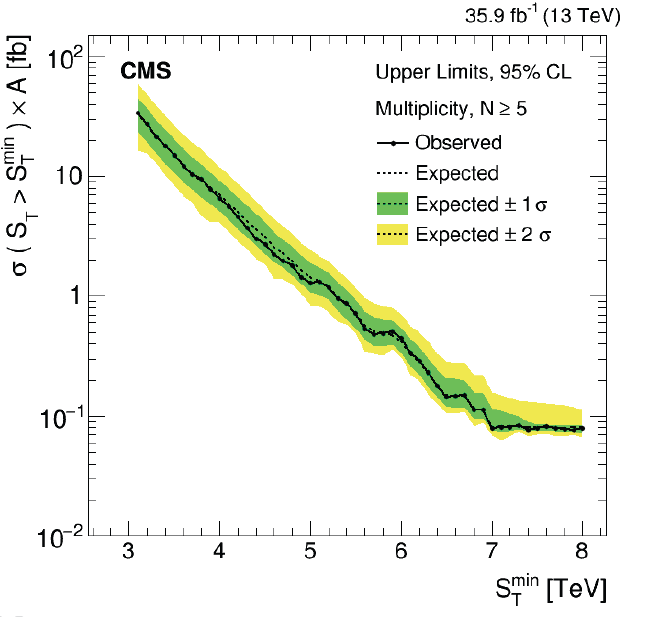 35.9 fb⁻¹ (13 TeV)
CMS
Upper Limits, 95% CL
Multiplicity, N ≥ 5
Observed
Expected
Expected ± 1 σ
Expected ± 2 σ
σ ( S_T > S_T^min ) × A [fb]
10²
10
1
10⁻¹
10⁻²
3 4 5 6 7 8
S_T^min [TeV]